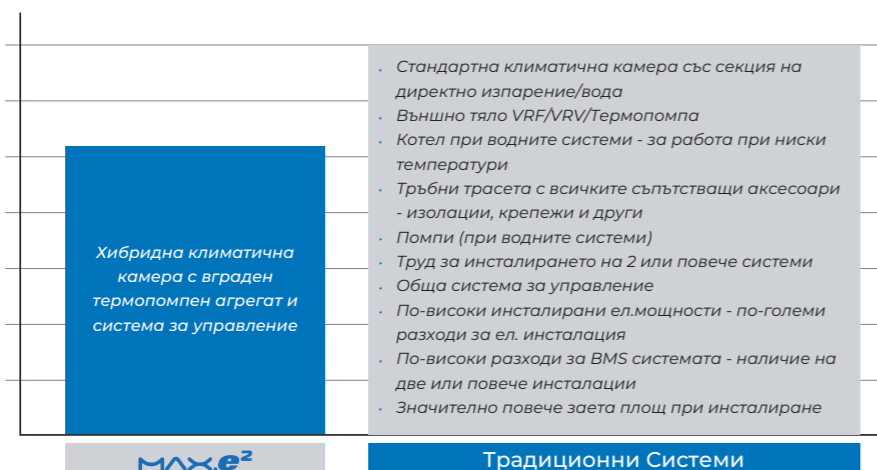 Стандартна климатична камера със секция на
директно изпарение/вода
Външно тяло VRF/VRV/Термопомпа
Котел при водните системи - за работа при ниски
температури
Тръбни трасета с всичките съпътстващи аксесоари
- изолации, крепежи и други
Помпи (при водните системи)
Труд за инсталирането на 2 или повече системи
Обща система за управление
По-високи инсталирани ел.мощности - по-големи
разходи за ел. инсталация
По-високи разходи за BMS системата - наличие на
две или повече инсталации
Значително повече заета площ при инсталиране
Хибридна климатична
камера с вграден
термопомпен агрегат и
система за управление
MAX.e²
Традиционни Системи